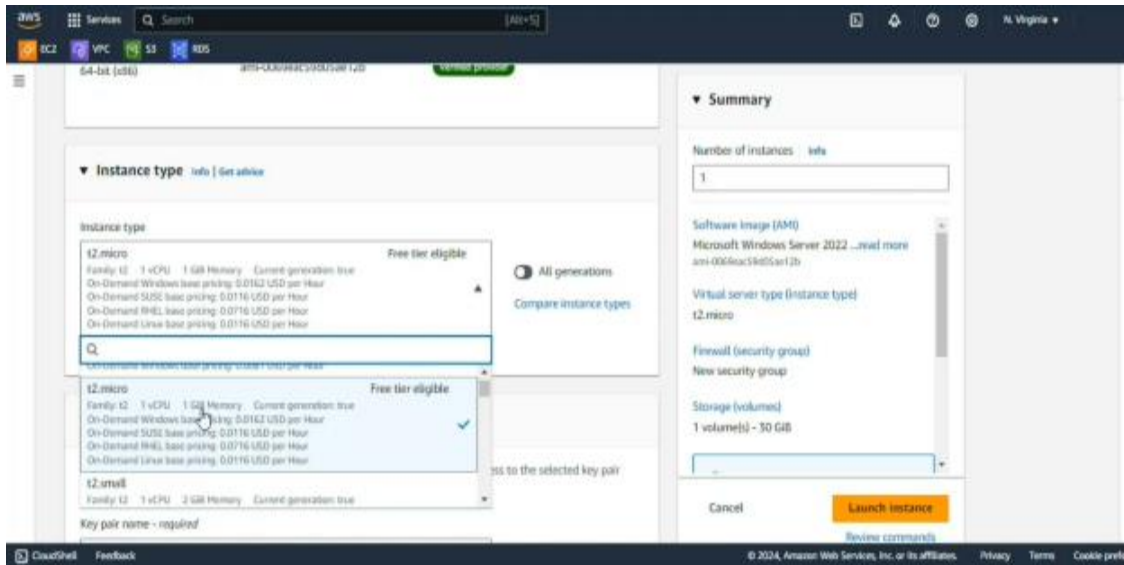 aws Services Search [Alt+S] N. Virginia
EC2 VPC S3 RDS
64-bit (x86) Verified provider
Instance type Info | Get advice
Instance type
t2.micro Free tier eligible
Family: t2 1 vCPU 1 GiB Memory Current generation: true
On-Demand Windows base pricing: 0.0162 USD per Hour
On-Demand SUSE base pricing: 0.0116 USD per Hour
On-Demand RHEL base pricing: 0.0716 USD per Hour
On-Demand Linux base pricing: 0.0116 USD per Hour
All generations
Compare instance types
t2.micro Free tier eligible
Family: t2 1 vCPU 1 GiB Memory Current generation: true
On-Demand Windows base pricing: 0.0162 USD per Hour
On-Demand SUSE base pricing: 0.0116 USD per Hour
On-Demand RHEL base pricing: 0.0716 USD per Hour
On-Demand Linux base pricing: 0.0116 USD per Hour
t2.small
Family: t2 1 vCPU 2 GiB Memory Current generation: true
ess to the selected key pair
Key pair name - required
Summary
Number of instances Info
1
Software Image (AMI)
Microsoft Windows Server 2022 ...read more
Virtual server type (instance type)
t2.micro
Firewall (security group)
New security group
Storage (volumes)
1 volume(s) - 30 GiB
Cancel Launch instance
Review commands
CloudShell Feedback © 2024, Amazon Web Services, Inc. or its affiliates. Privacy Terms Cookie pref